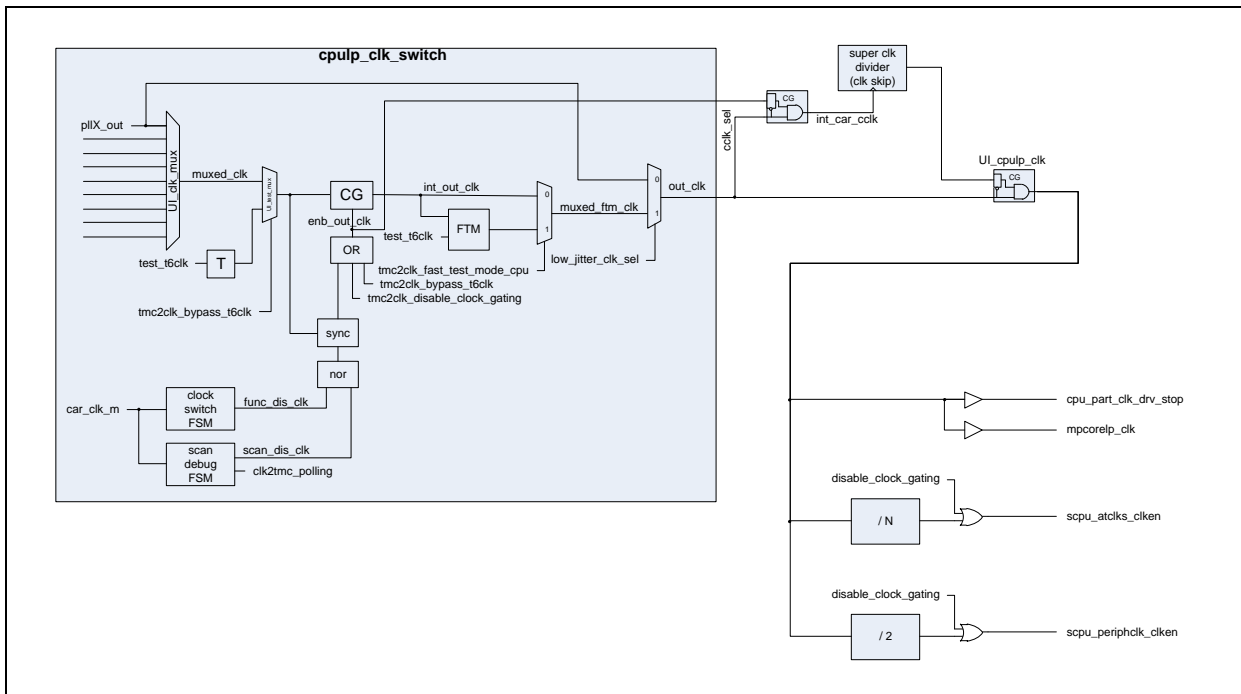 cpulp_clk_switch
super clk
divider
(clk skip)
CG
int_car_cclk
cclk_sel
pllX_out
UI_clk_mux
muxed_clk
UI_test_mux
CG
int_out_clk
0
1
muxed_ftm_clk
0
1
out_clk
UI_cpulp_clk
CG
enb_out_clk
test_t6clk
FTM
OR
test_t6clk
T
tmc2clk_fast_test_mode_cpu
low_jitter_clk_sel
tmc2clk_bypass_t6clk
tmc2clk_disable_clock_gating
tmc2clk_bypass_t6clk
sync
nor
car_clk_m
clock
switch
FSM
func_dis_clk
scan
debug
FSM
scan_dis_clk
clk2tmc_polling
cpu_part_clk_drv_stop
mpcorelp_clk
disable_clock_gating
/ N
scpu_atclks_clken
disable_clock_gating
/ 2
scpu_periphclk_clken